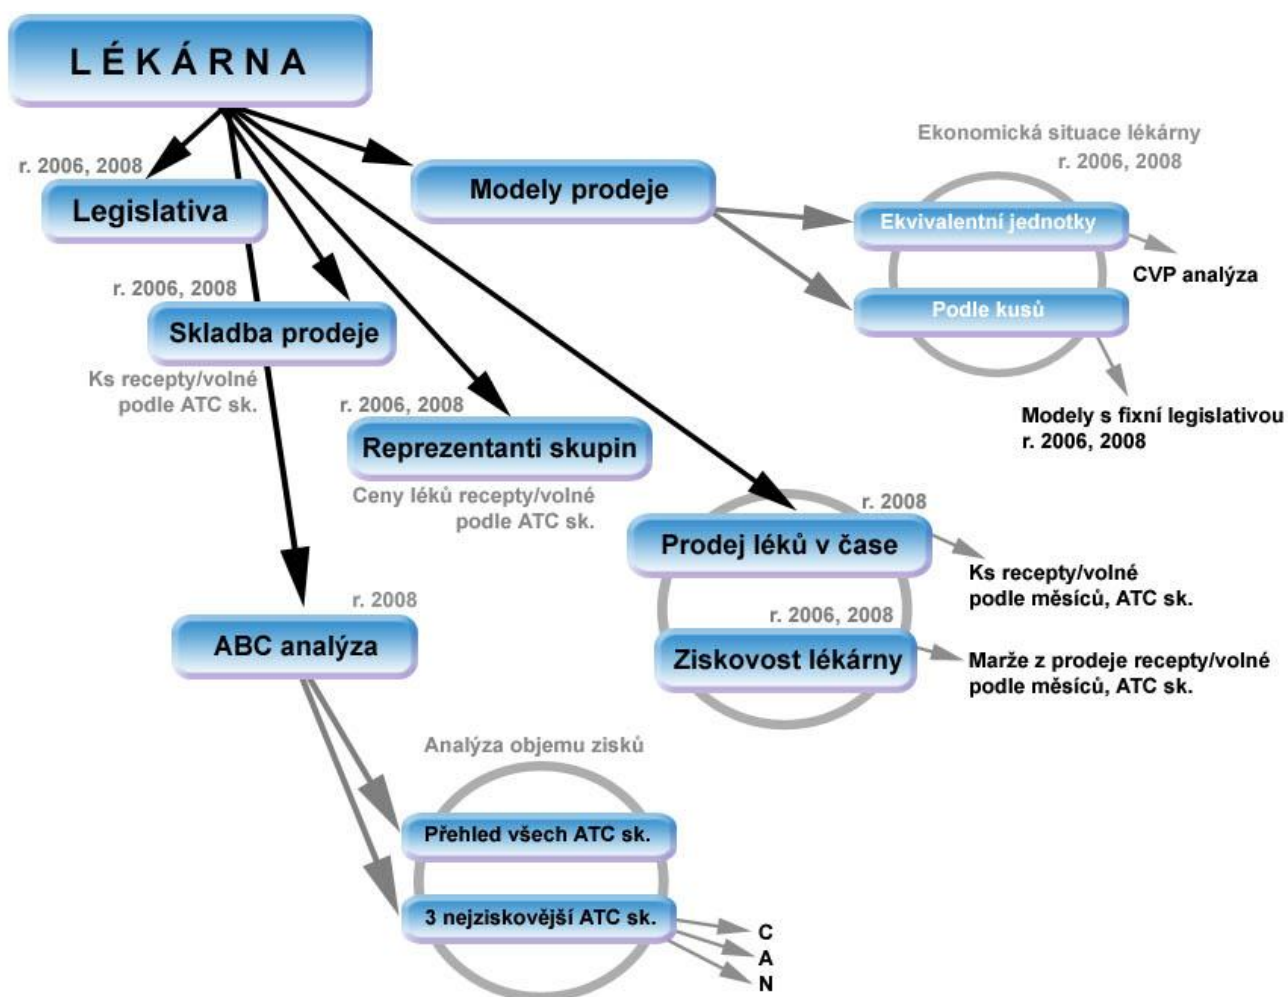 LÉKÁRNA
r. 2006, 2008
Legislativa
r. 2006, 2008
Skladba prodeje
Ks recepty/volné
podle ATC sk.
r. 2006, 2008
Reprezentanti skupin
Ceny léků recepty/volné
podle ATC sk.
Modely prodeje
Ekonomická situace lékárny
r. 2006, 2008
Ekvivalentní jednotky
CVP analýza
Podle kusů
Modely s fixní legislativou
r. 2006, 2008
r. 2008
Prodej léků v čase
Ks recepty/volné
podle měsíců, ATC sk.
r. 2006, 2008
Ziskovost lékárny
Marže z prodeje recepty/volné
podle měsíců, ATC sk.
r. 2008
ABC analýza
Analýza objemu zisků
Přehled všech ATC sk.
3 nejziskovější ATC sk.
C
A
N